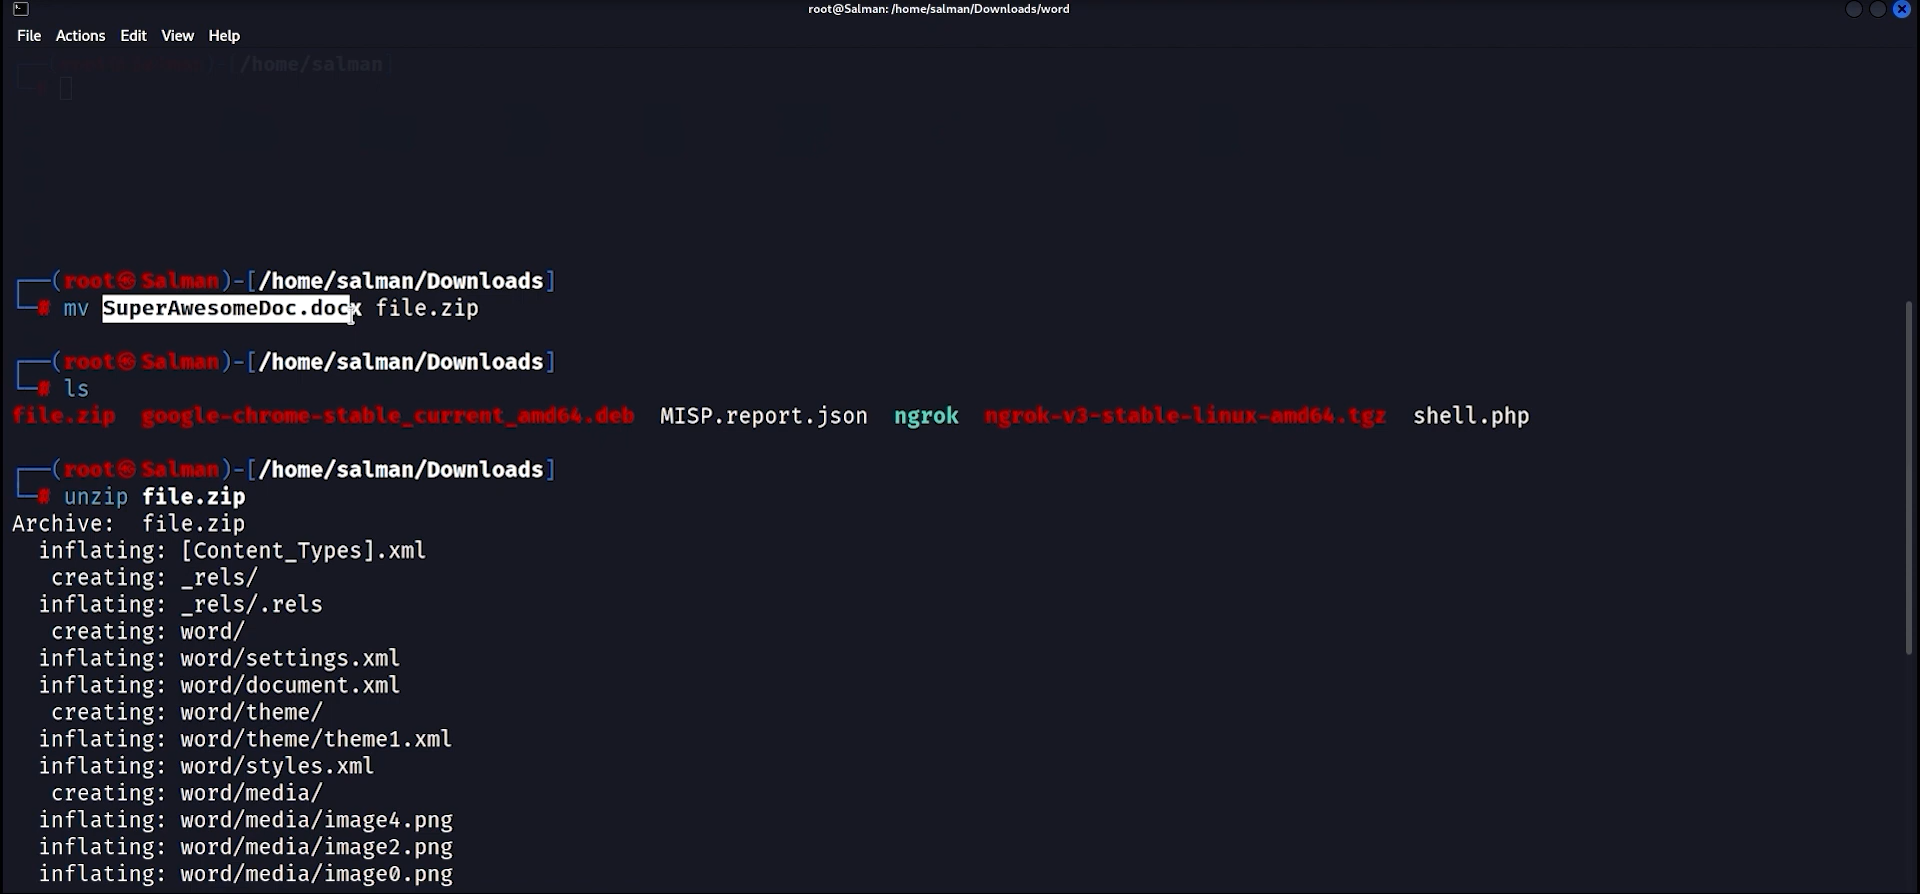 root@Salman: /home/salman/Downloads/word
File Actions Edit View Help
[/home/salman]
(root㉿Salman)-[/home/salman/Downloads]
# mv SuperAwesomeDoc.docx file.zip
(root㉿Salman)-[/home/salman/Downloads]
# ls
file.zip google-chrome-stable_current_amd64.deb MISP.report.json ngrok ngrok-v3-stable-linux-amd64.tgz shell.php
(root㉿Salman)-[/home/salman/Downloads]
# unzip file.zip
Archive: file.zip
inflating: [Content_Types].xml
creating: _rels/
inflating: _rels/.rels
creating: word/
inflating: word/settings.xml
inflating: word/document.xml
creating: word/theme/
inflating: word/theme/theme1.xml
inflating: word/styles.xml
creating: word/media/
inflating: word/media/image4.png
inflating: word/media/image2.png
inflating: word/media/image0.png